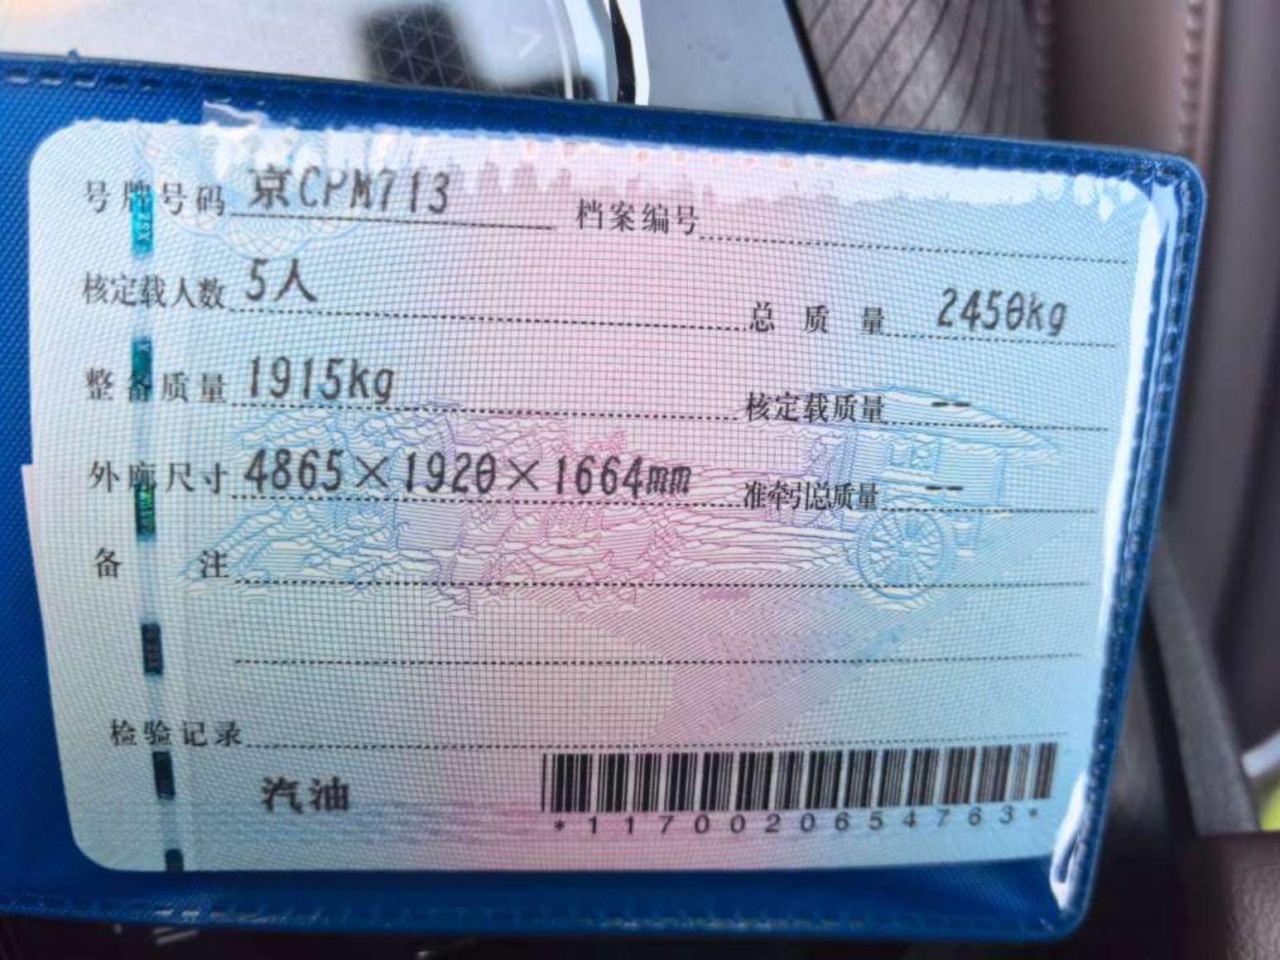 号牌号码 京CPM713 档案编号
核定载人数 5人 总质量 2450kg
整备质量 1915kg 核定载质量 --
外廓尺寸 4865×1920×1664mm 准牵引总质量 --
备注
检验记录
汽油
*1170020654763*